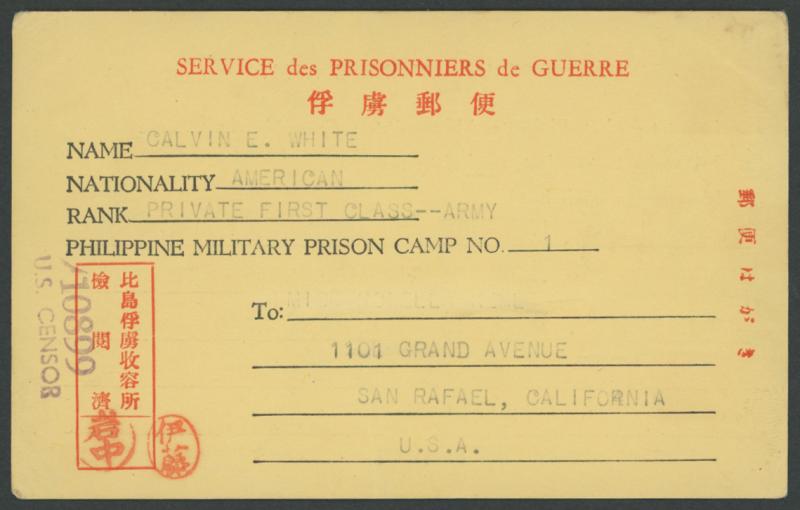 SERVICE des PRISONNIERS de GUERRE
俘虜郵便
NAME CALVIN E. WHITE
NATIONALITY AMERICAN
RANK PRIVATE FIRST CLASS--ARMY
PHILIPPINE MILITARY PRISON CAMP NO. 1
郵便はがき
To:
1101 GRAND AVENUE
SAN RAFAEL, CALIFORNIA
U.S.A.
比島俘虜收容所
檢閲濟
10899
U.S. CENSOR